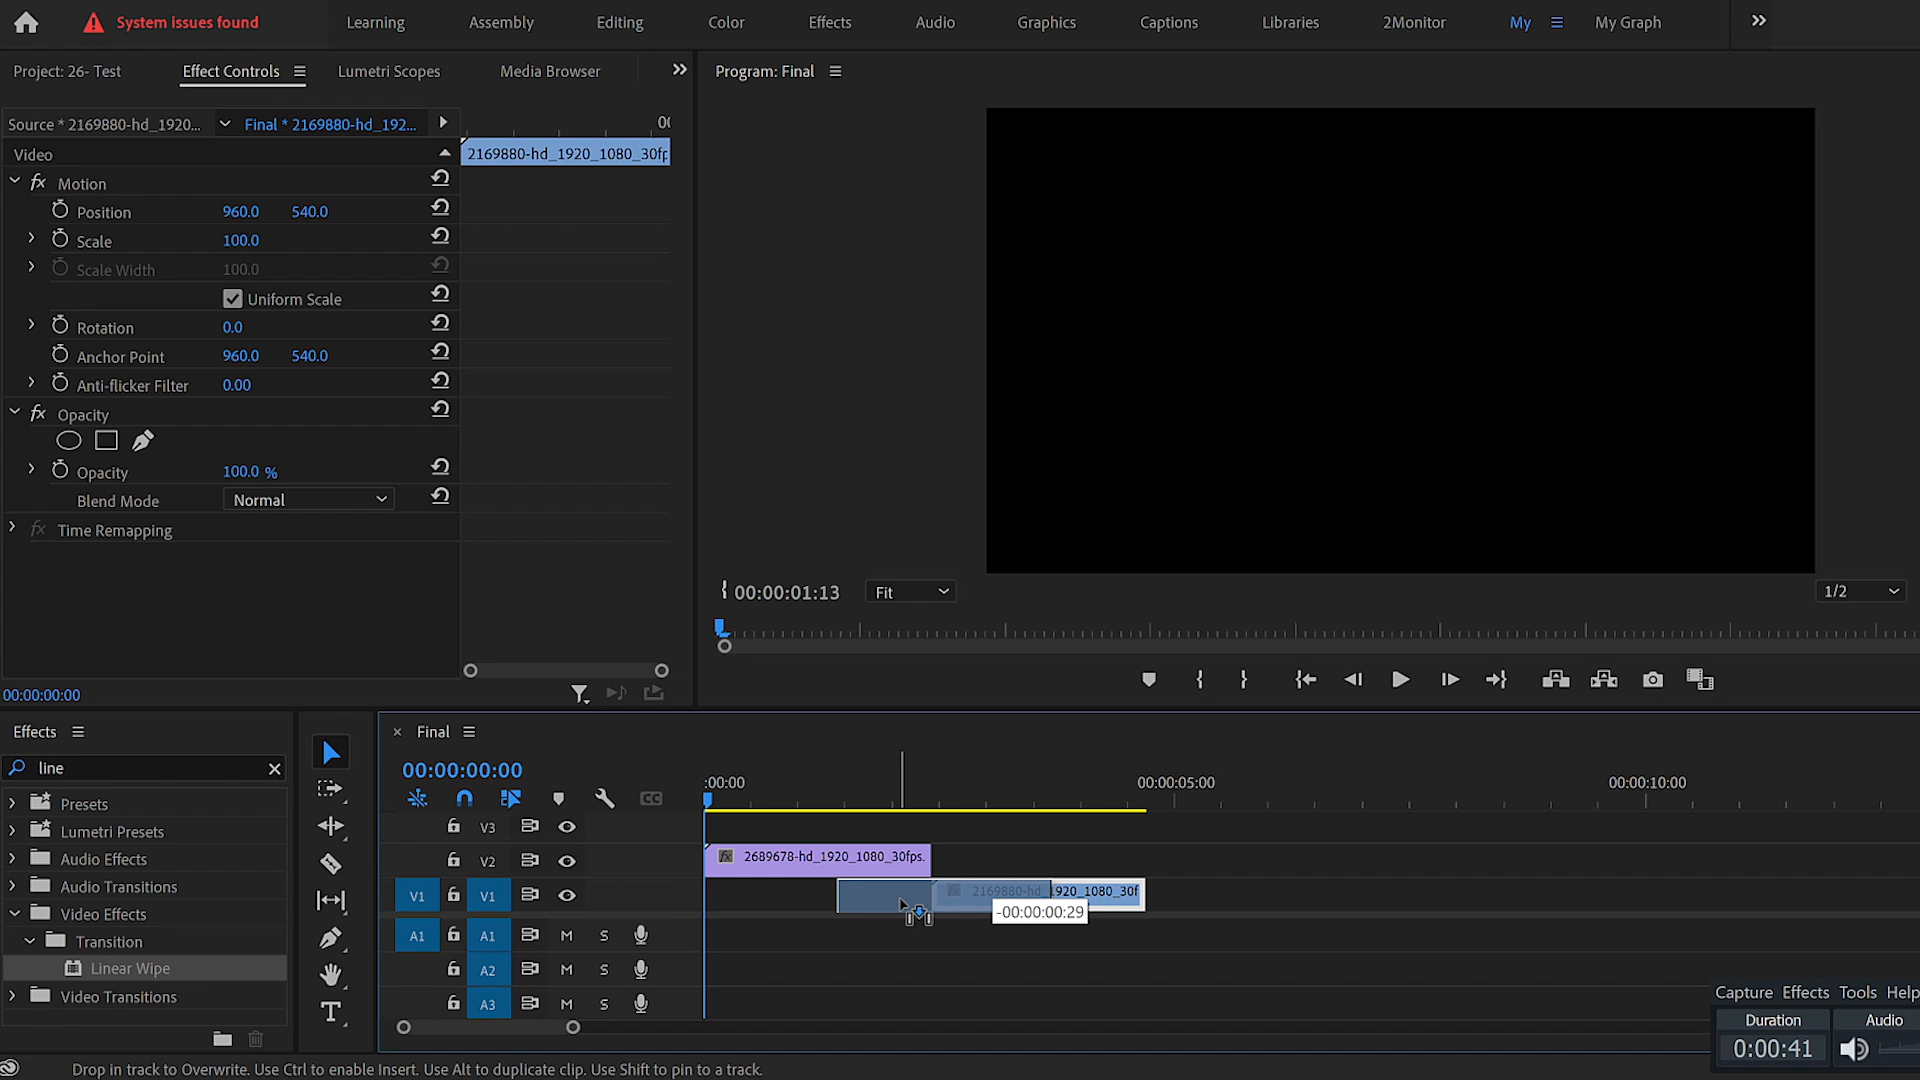 System issues found
Learning
Assembly
Editing
Color
Effects
Audio
Graphics
Captions
Libraries
2Monitor
My
My Graph
Project: 26- Test
Effect Controls
Lumetri Scopes
Media Browser
Program: Final
Source * 2169880-hd_1920...
Final * 2169880-hd_192...
Video
2169880-hd_1920_1080_30fp
fx Motion
Position 960.0 540.0
Scale 100.0
Scale Width 100.0
Uniform Scale
Rotation 0.0
Anchor Point 960.0 540.0
Anti-flicker Filter 0.00
fx Opacity
Opacity 100.0 %
Blend Mode Normal
fx Time Remapping
00:00:01:13
Fit
1/2
00:00:00:00
Effects
line
Presets
Lumetri Presets
Audio Effects
Audio Transitions
Video Effects
Transition
Linear Wipe
Video Transitions
T
Final
00:00:00:00
:00:00
00:00:05:00
00:00:10:00
CC
V3
V2
fx 2689678-hd_1920_1080_30fps.
V1 V1
fx 2169880-hd_1920_1080_30f
-00:00:00:29
A1 A1 M S
A2 M S
A3 M S
Capture Effects Tools Help
Duration Audio
0:00:41
Drop in track to Overwrite. Use Ctrl to enable Insert. Use Alt to duplicate clip. Use Shift to pin to a track.